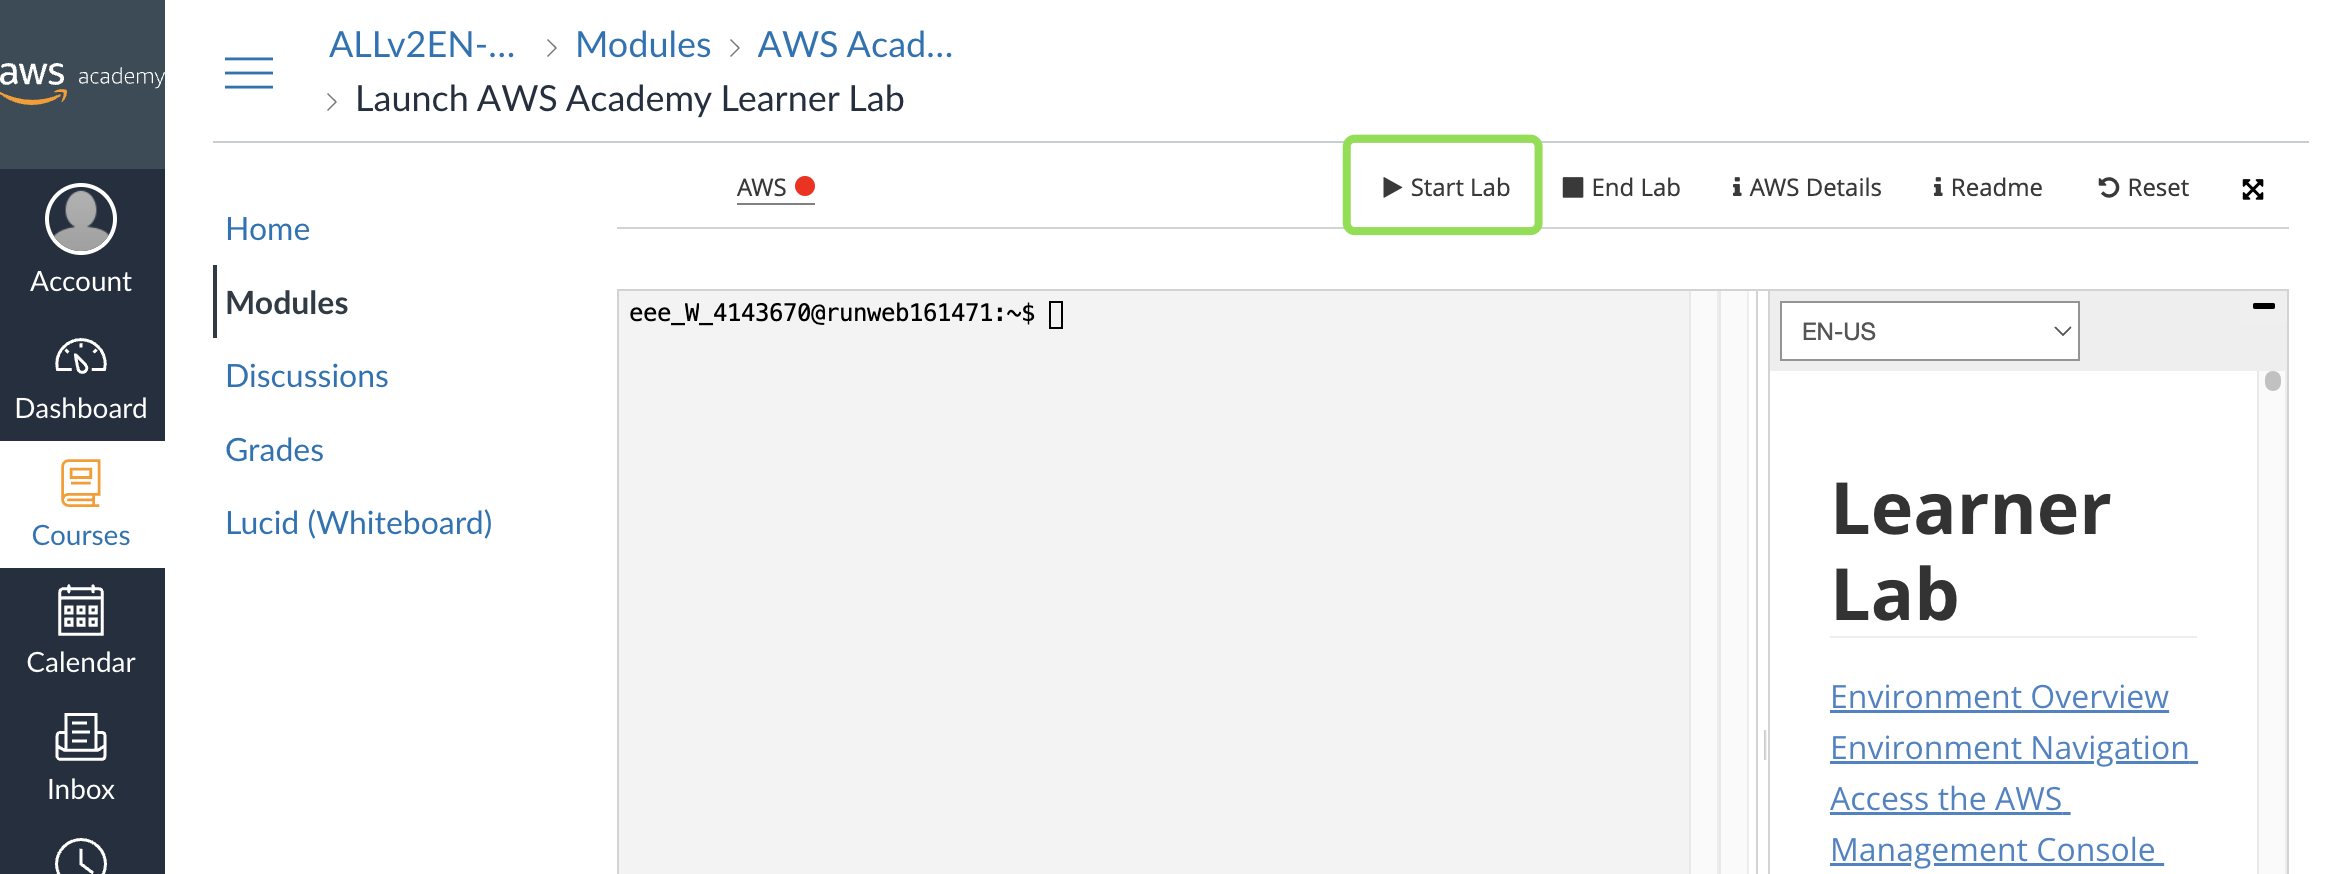 aws academy
ALLv2EN-... > Modules > AWS Acad...
> Launch AWS Academy Learner Lab
Account
Dashboard
Courses
Calendar
Inbox
Home
Modules
Discussions
Grades
Lucid (Whiteboard)
AWS
Start Lab
End Lab
AWS Details
Readme
Reset
eee_W_4143670@runweb161471:~$
EN-US
Learner
Lab
Environment Overview
Environment Navigation
Access the AWS
Management Console